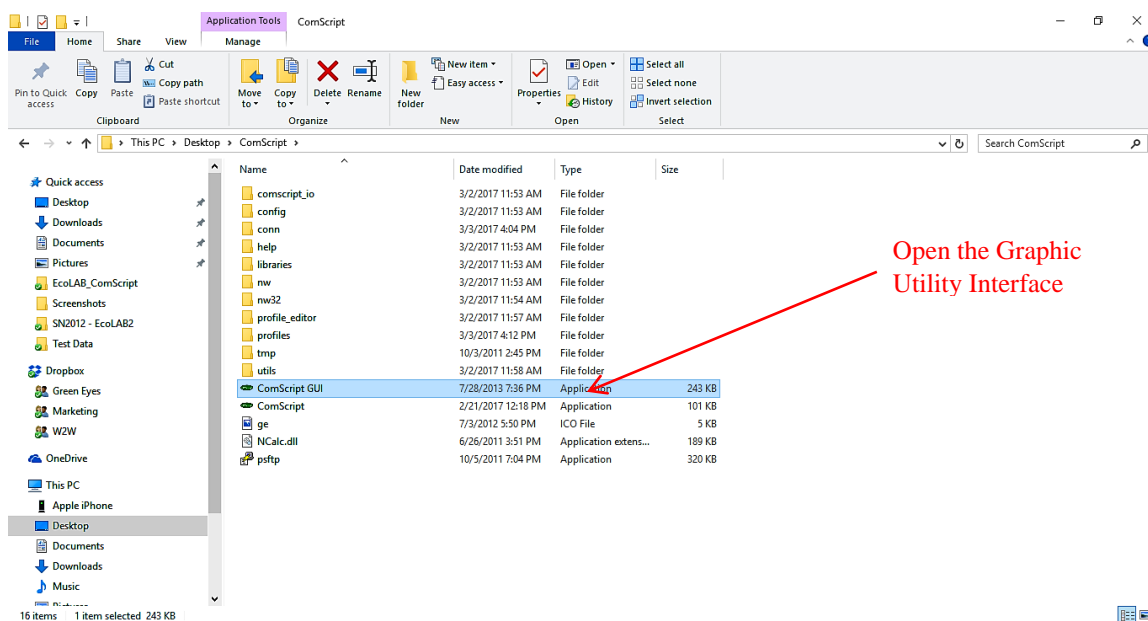 Application Tools ComScript
File Home Share View Manage
Pin to Quick access
Copy
Paste
Cut
Copy path
Paste shortcut
Clipboard
Move to
Copy to
Delete
Rename
Organize
New folder
New item
Easy access
New
Properties
Open
Edit
History
Open
Select all
Select none
Invert selection
Select
This PC > Desktop > ComScript >
Search ComScript
Quick access
Desktop
Downloads
Documents
Pictures
EcoLAB_ComScript
Screenshots
SN2012 - EcoLAB2
Test Data
Dropbox
Green Eyes
Marketing
W2W
OneDrive
This PC
Apple iPhone
Desktop
Documents
Downloads
Music
Pictures
Name Date modified Type Size
comscript_io 3/2/2017 11:53 AM File folder
config 3/2/2017 11:53 AM File folder
conn 3/3/2017 4:04 PM File folder
help 3/2/2017 11:53 AM File folder
libraries 3/2/2017 11:53 AM File folder
nw 3/2/2017 11:53 AM File folder
nw32 3/2/2017 11:54 AM File folder
profile_editor 3/2/2017 11:57 AM File folder
profiles 3/3/2017 4:12 PM File folder
tmp 10/3/2011 2:45 PM File folder
utils 3/2/2017 11:58 AM File folder
ComScript GUI 7/28/2013 7:36 PM Application 243 KB
ComScript 2/21/2017 12:18 PM Application 101 KB
ge 7/3/2012 5:50 PM ICO File 5 KB
NCalc.dll 6/26/2011 3:51 PM Application extens... 189 KB
psftp 10/5/2011 7:04 PM Application 320 KB
Open the Graphic
Utility Interface
16 items 1 item selected 243 KB